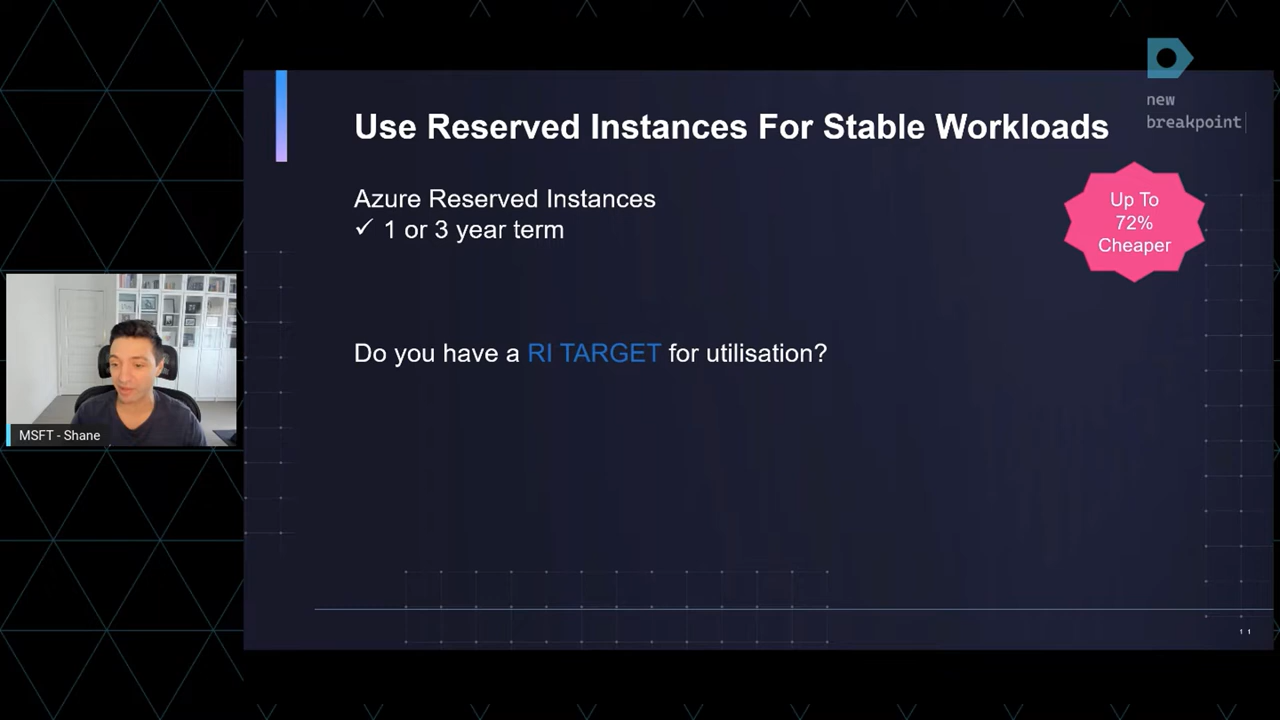 new
breakpoint
Use Reserved Instances For Stable Workloads
Azure Reserved Instances
✓ 1 or 3 year term
Up To
72%
Cheaper
Do you have a RI TARGET for utilisation?
MSFT - Shane
11